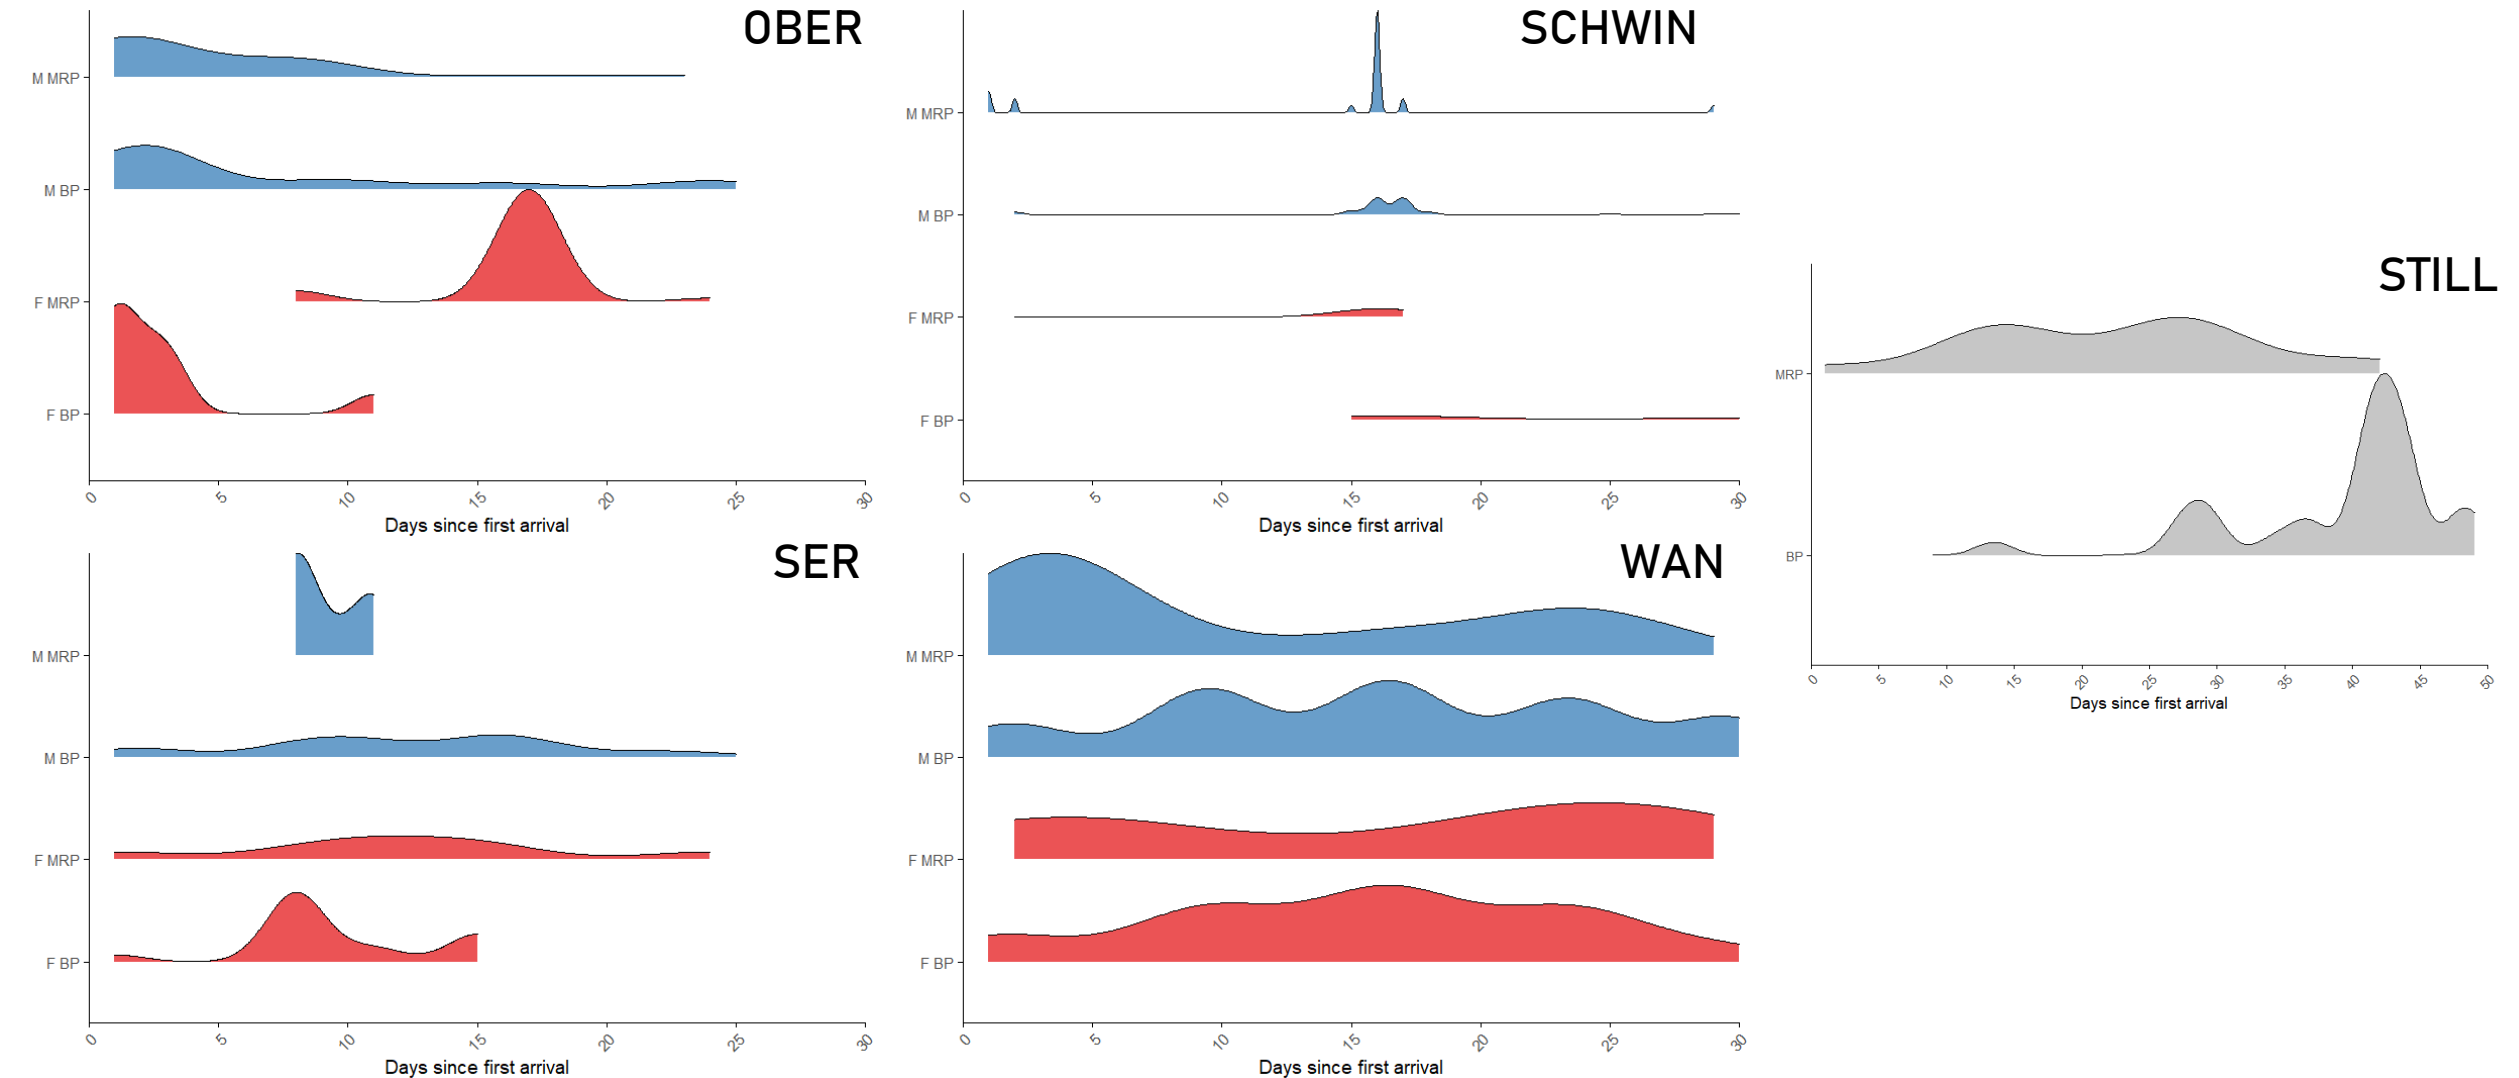 OBER
M MRP
M BP
F MRP
F BP
0 5 10 15 20 25 30
Days since first arrival
SCHWIN
M MRP
M BP
F MRP
F BP
0 5 10 15 20 25 30
Days since first arrival
STILL
MRP
BP
0 5 10 15 20 25 30 35 40 45 50
Days since first arrival
SER
M MRP
M BP
F MRP
F BP
0 5 10 15 20 25 30
Days since first arrival
WAN
M MRP
M BP
F MRP
F BP
0 5 10 15 20 25 30
Days since first arrival